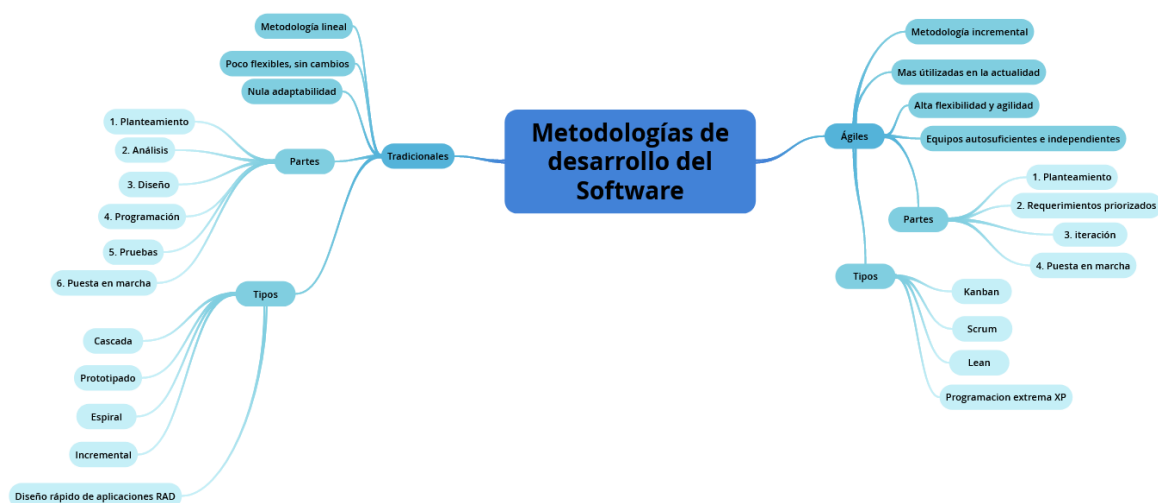 Metodologías de
desarrollo del
Software
Tradicionales
Metodología lineal
Poco flexibles, sin cambios
Nula adaptabilidad
Partes
1. Planteamiento
2. Análisis
3. Diseño
4. Programación
5. Pruebas
6. Puesta en marcha
Tipos
Cascada
Prototipado
Espiral
Incremental
Diseño rápido de aplicaciones RAD
Ágiles
Metodología incremental
Mas útilizadas en la actualidad
Alta flexibilidad y agilidad
Equipos autosuficientes e independientes
Partes
1. Planteamiento
2. Requerimientos priorizados
3. iteración
4. Puesta en marcha
Tipos
Kanban
Scrum
Lean
Programacion extrema XP